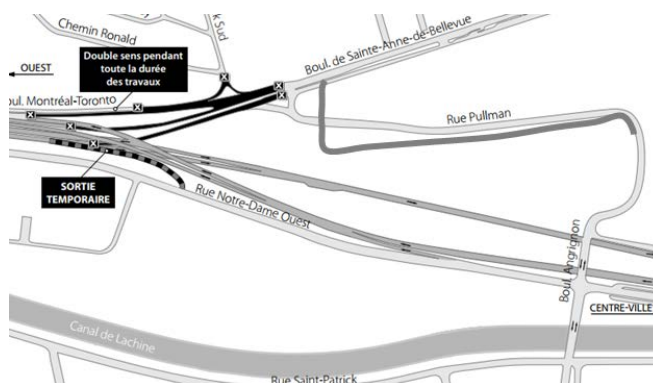 Chemin Ronald
k Sud
Double sens pendant
toute la durée
des travaux
OUEST
oul. Montréal-Toronto
Boul. de Sainte-Anne-de-Bellevue
Rue Pullman
SORTIE
TEMPORAIRE
Rue Notre-Dame Ouest
Boul. Angrignon
CENTRE-VILLE
Canal de Lachine
Rue Saint-Patrick